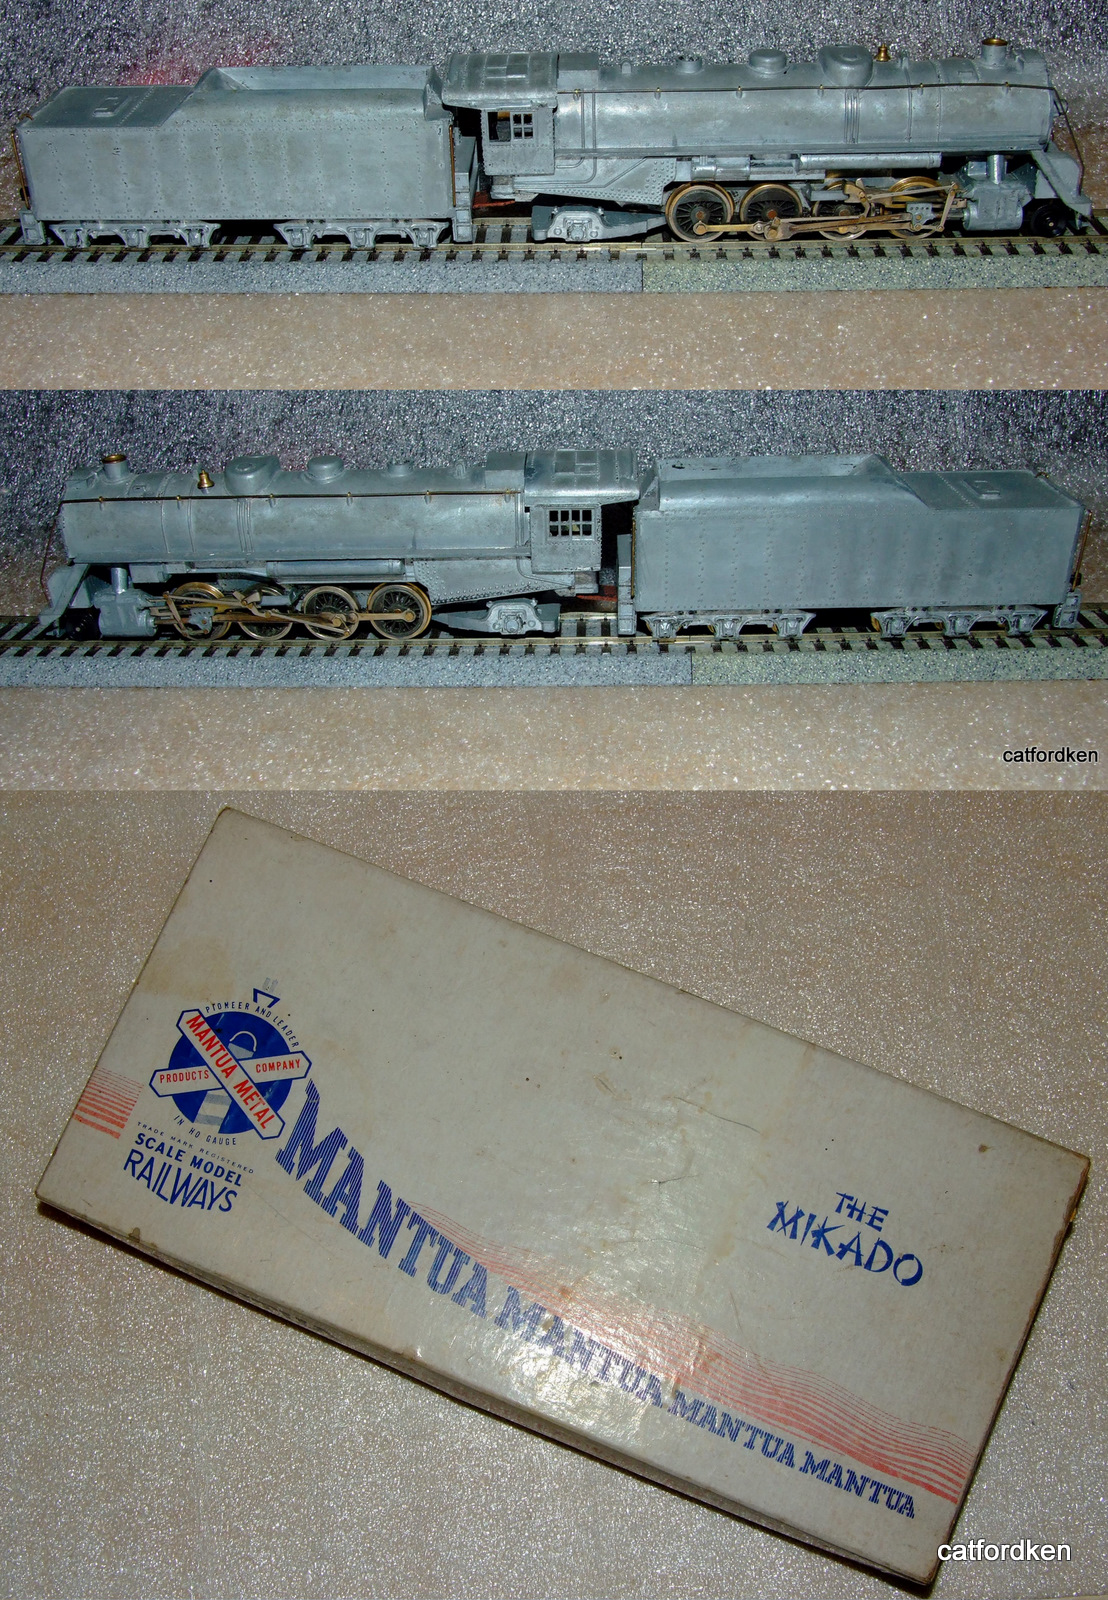 catfordken
PIONEER AND LEADER
MANTUA METAL
PRODUCTS COMPANY
IN HO GAUGE
TRADE MARK REGISTERED
SCALE MODEL
RAILWAYS
MANTUA MANTUA MANTUA MANTUA MANTUA
THE
MIKADO
catfordken